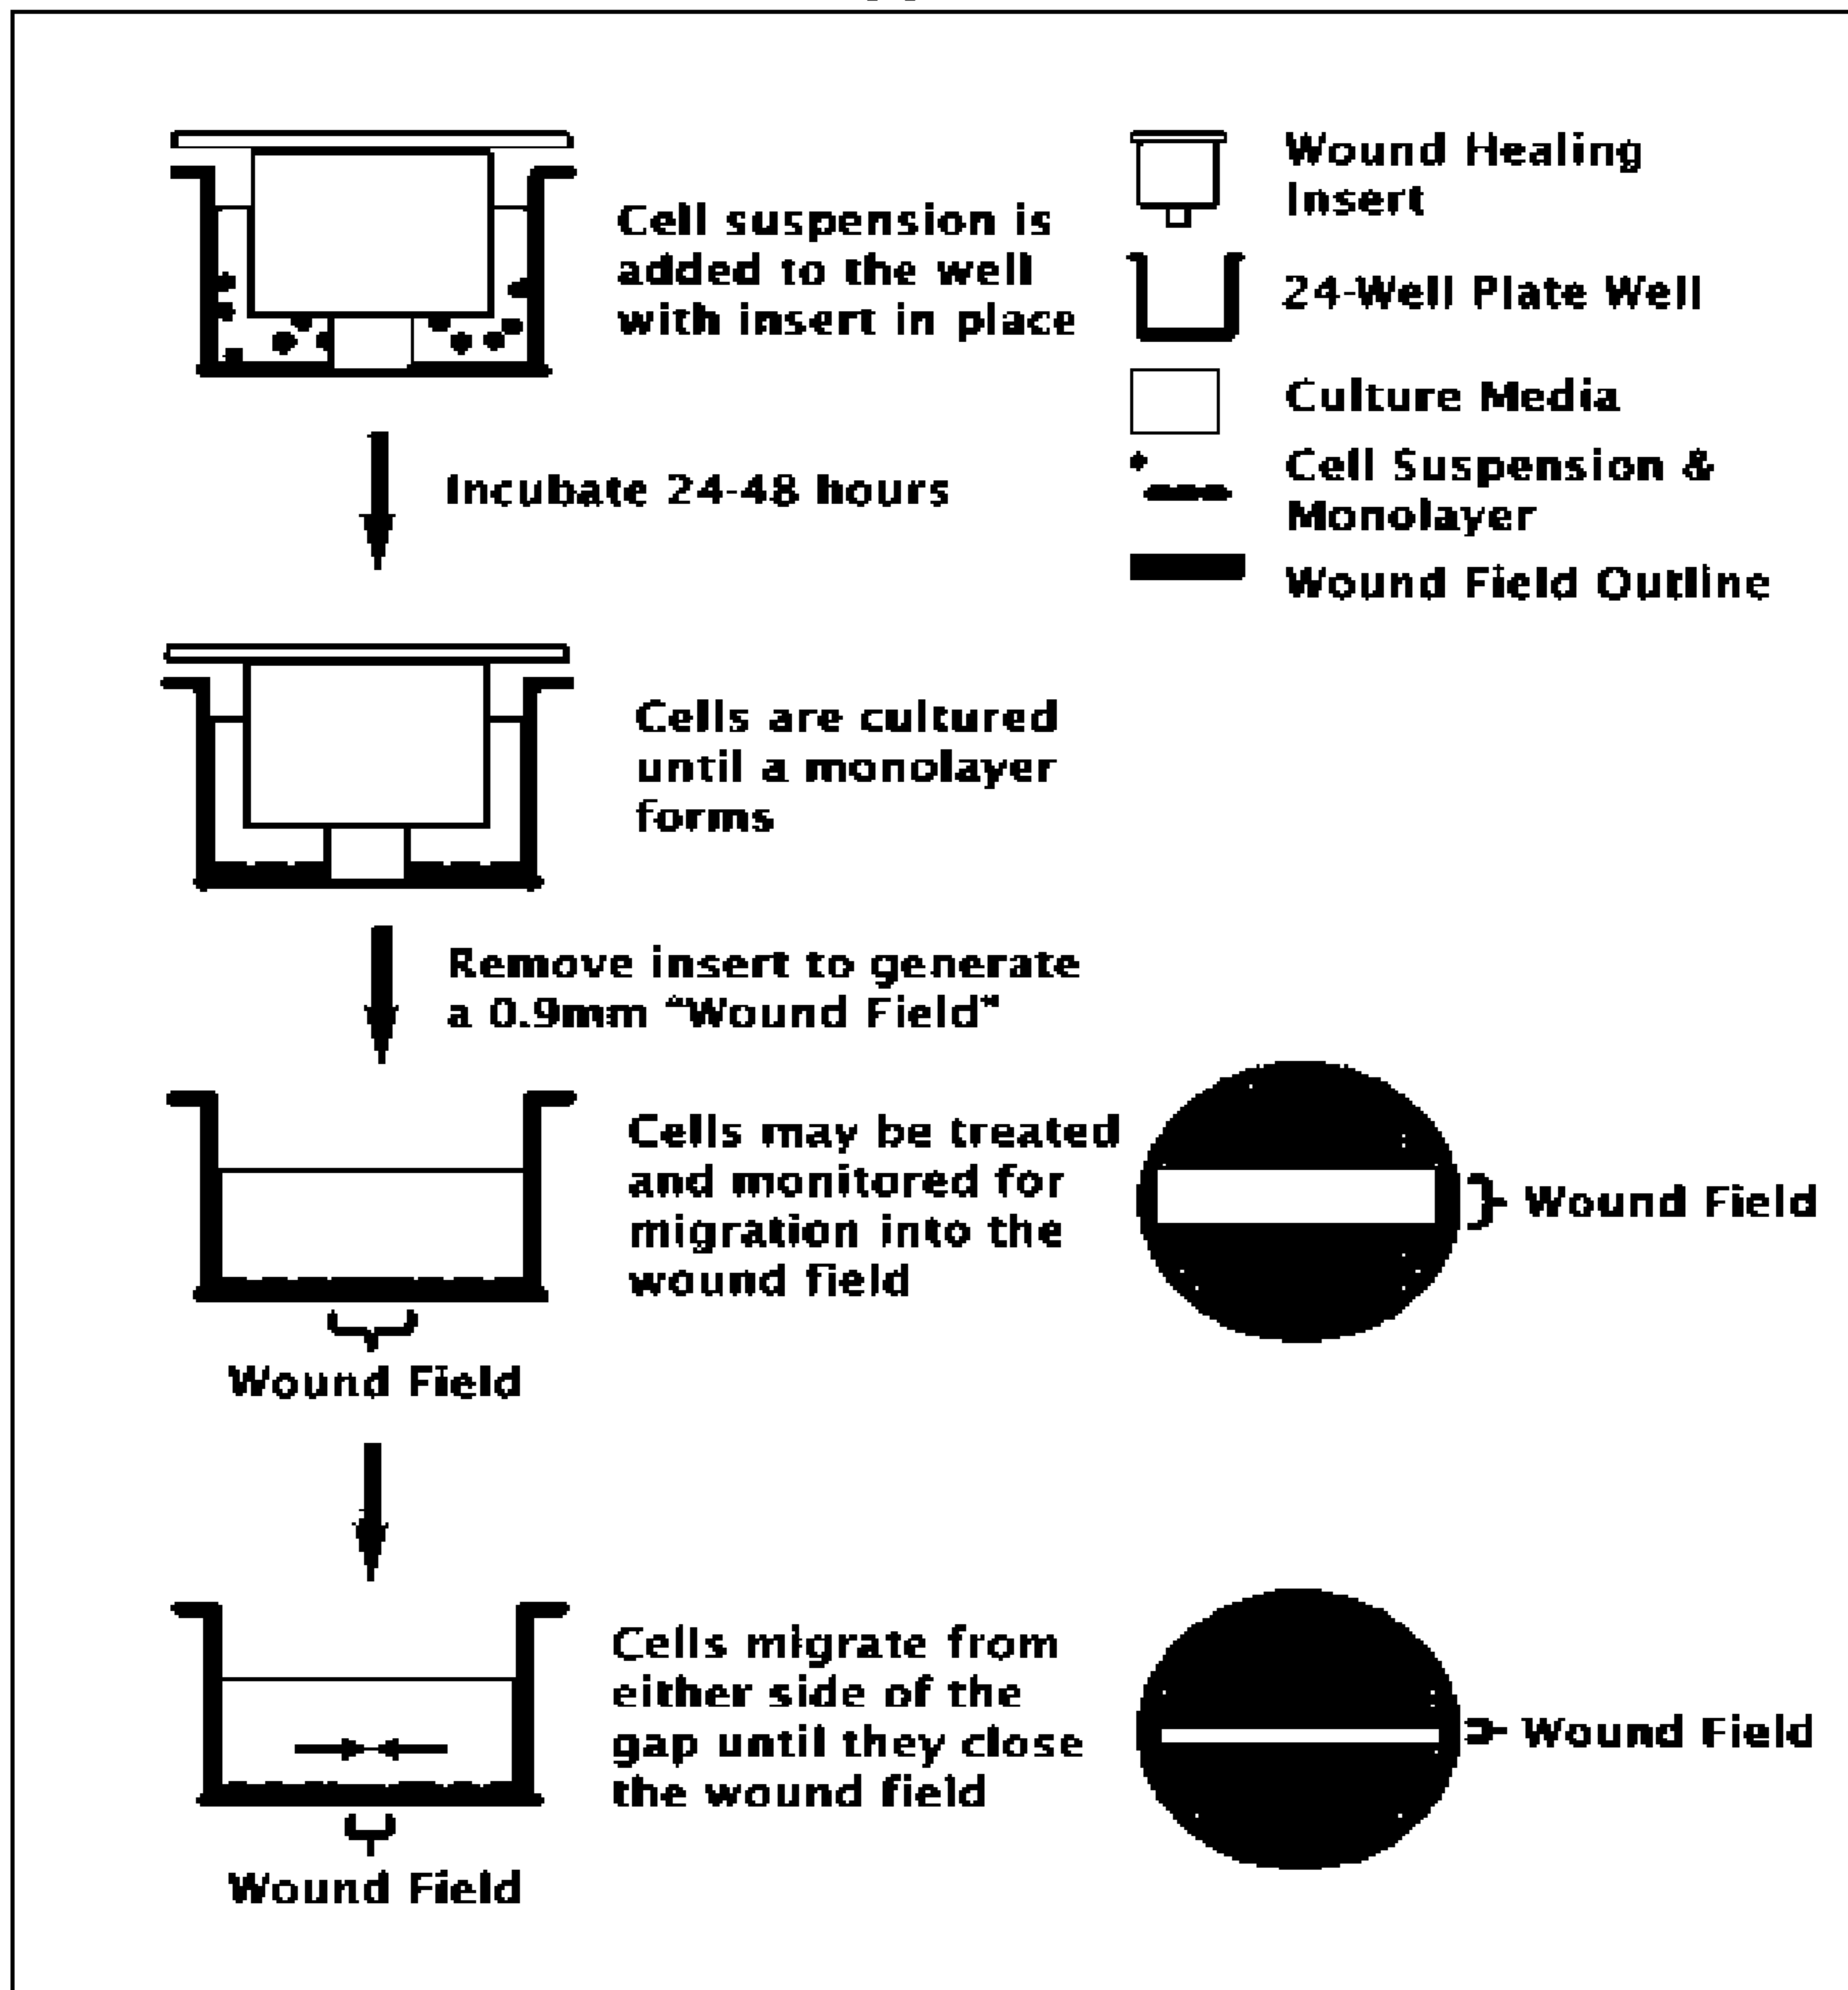 Cell suspension is
added to the well
with insert in place
Wound Healing
Insert
24-Well Plate Well
Culture Media
Cell Suspension &
Monolayer
Wound Field Outline
Incubate 24-48 hours
Cells are cultured
until a monolayer
forms
Remove insert to generate
a 0.9mm “Wound Field”
Cells may be treated
and monitored for
migration into the
wound field
Wound Field
Wound Field
Cells migrate from
either side of the
gap until they close
the wound field
Wound Field
Wound Field